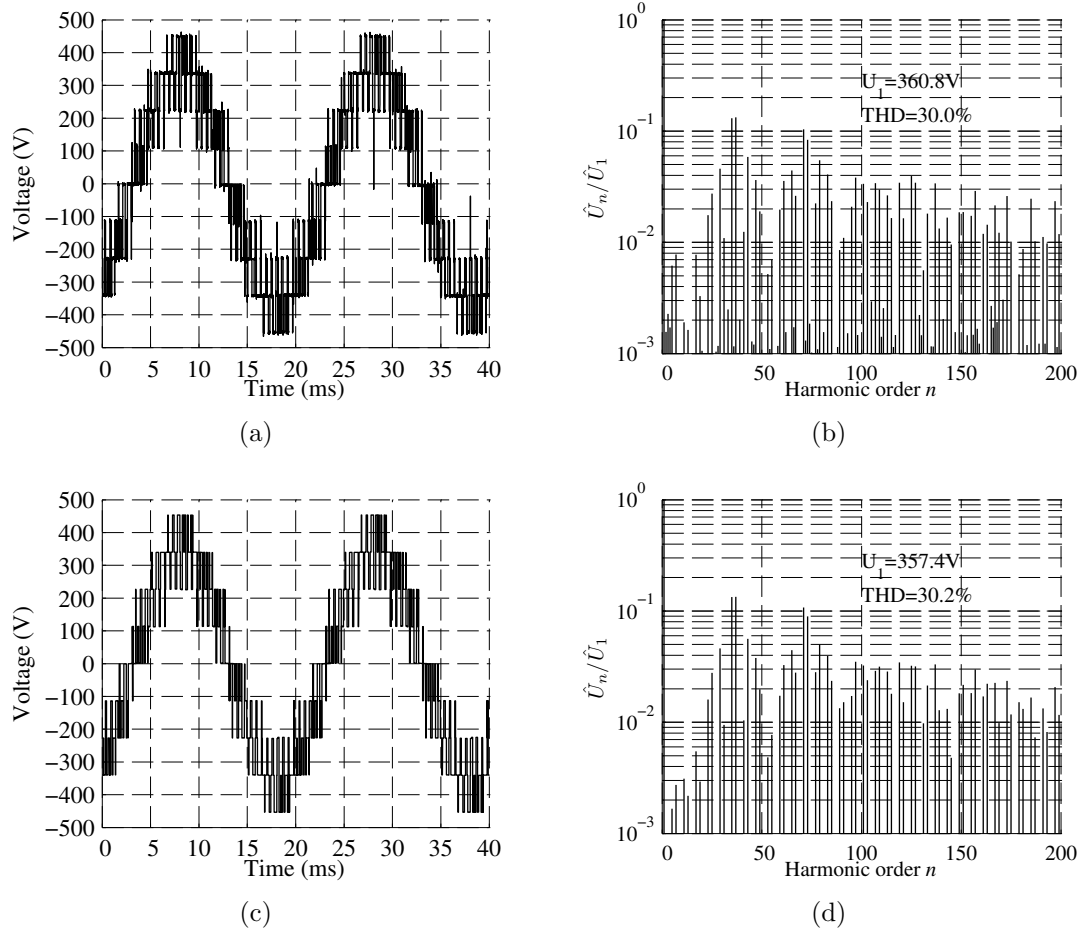 500
400
300
200
100
0
−100
−200
−300
−400
−500
0 5 10 15 20 25 30 35 40
Voltage (V)
Time (ms)
(a)
10^0
10^−1
10^−2
10^−3
0 50 100 150 200
Û_n/Û_1
U_1=360.8V
THD=30.0%
Harmonic order n
(b)
500
400
300
200
100
0
−100
−200
−300
−400
−500
0 5 10 15 20 25 30 35 40
Voltage (V)
Time (ms)
(c)
10^0
10^−1
10^−2
10^−3
0 50 100 150 200
Û_n/Û_1
U_1=357.4V
THD=30.2%
Harmonic order n
(d)